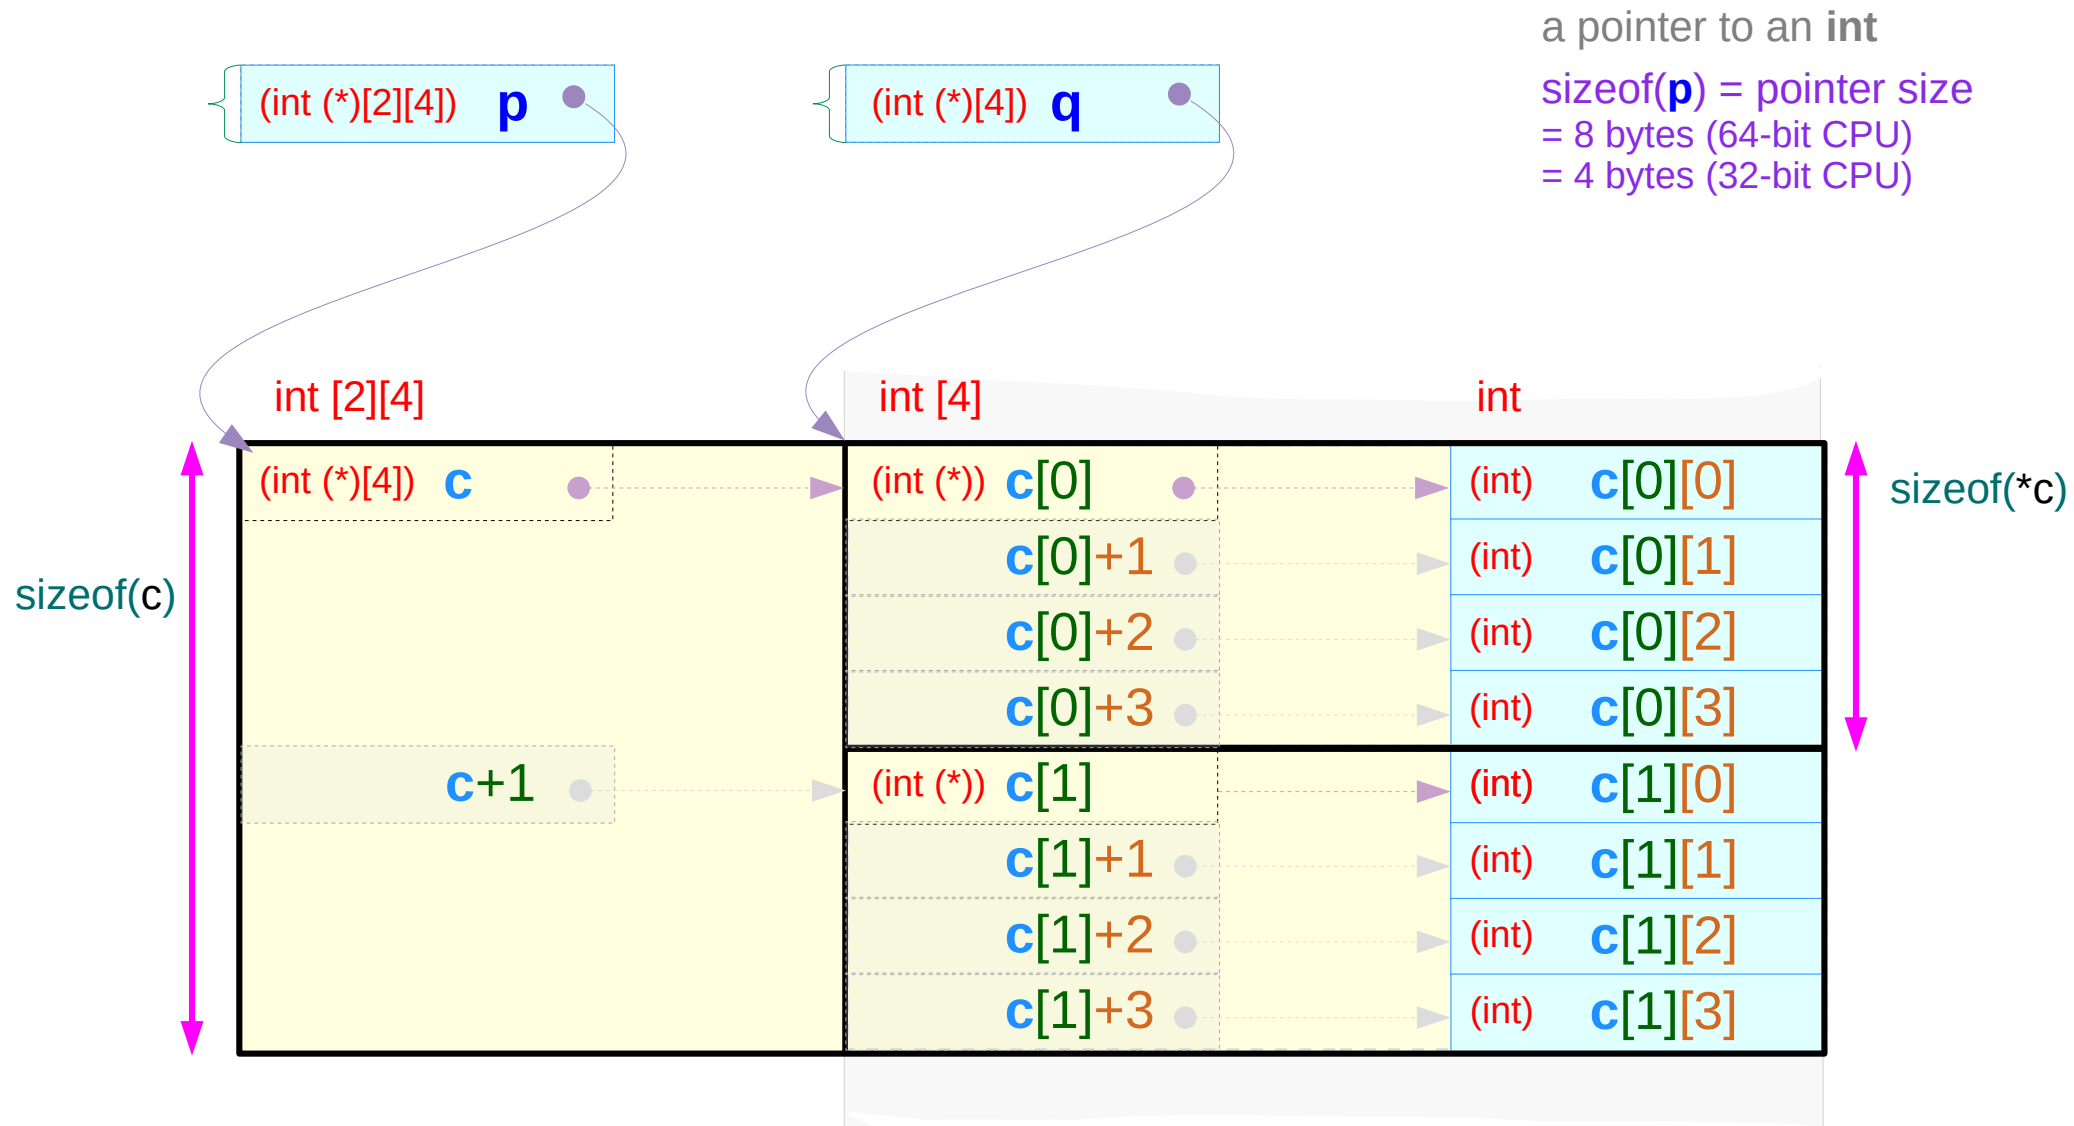 a pointer to an int
(int (*)[2][4]) p
(int (*)[4]) q
sizeof(p) = pointer size
= 8 bytes (64-bit CPU)
= 4 bytes (32-bit CPU)
int [2][4]
int [4]
int
(int (*)[4]) c
(int (*)) c[0]
(int) c[0][0]
sizeof(*c)
c[0]+1
(int) c[0][1]
sizeof(c)
c[0]+2
(int) c[0][2]
c[0]+3
(int) c[0][3]
c+1
(int (*)) c[1]
(int) c[1][0]
c[1]+1
(int) c[1][1]
c[1]+2
(int) c[1][2]
c[1]+3
(int) c[1][3]